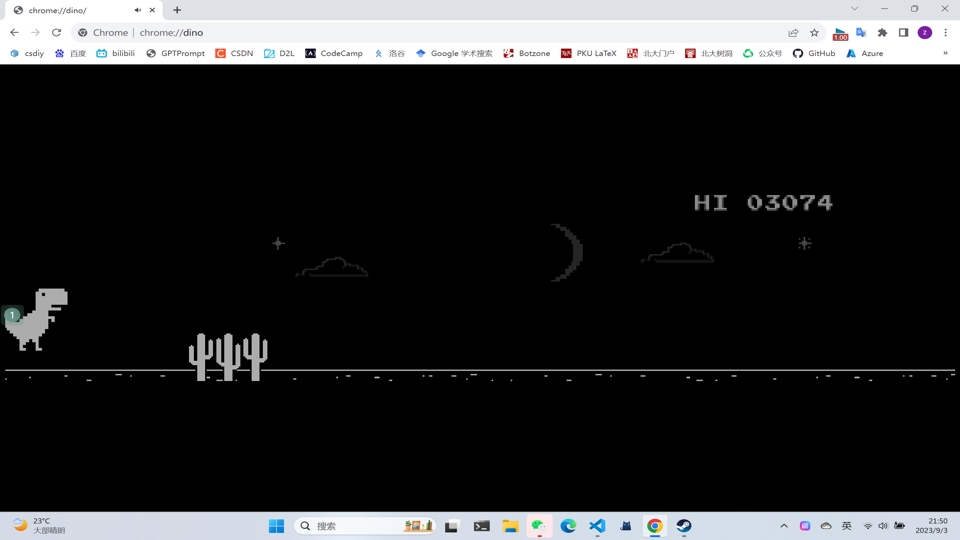 chrome://dino/
Chrome | chrome://dino
1.00
z
csdiy 百度 bilibili GPTPrompt CSDN D2L CodeCamp 洛谷 Google 学术搜索 Botzone PKU LaTeX 北大门户 北大树洞 公众号 GitHub Azure »
HI 03074
1
23°C
大部晴朗
搜索
英
21:50
2023/9/3